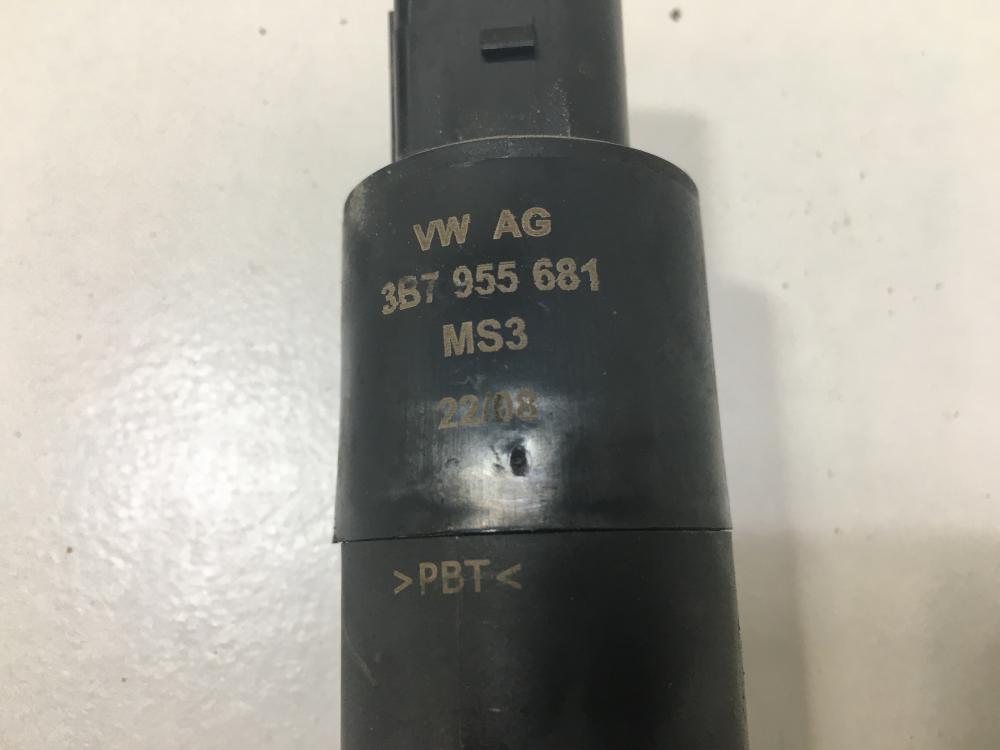 VW AG
3B7 955 681
MS3
22/08
>PBT<